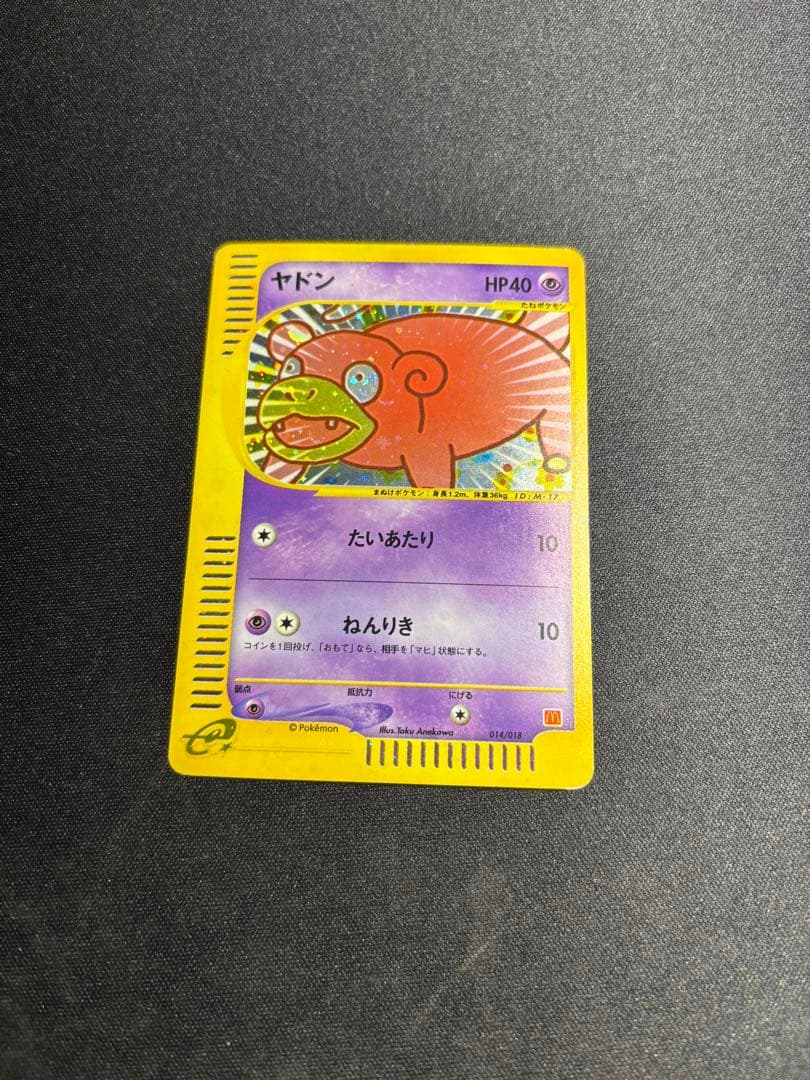 ヤドン HP40
たねポケモン
まぬけポケモン:身長1.2m、体重36kg ID:M-17
たいあたり 10
ねんりき 10
コインを1回投げ、「おもて」なら、相手を「マヒ」状態にする。
弱点 抵抗力 にげる
© Pokémon Illus.Taku Anekawa 014/018